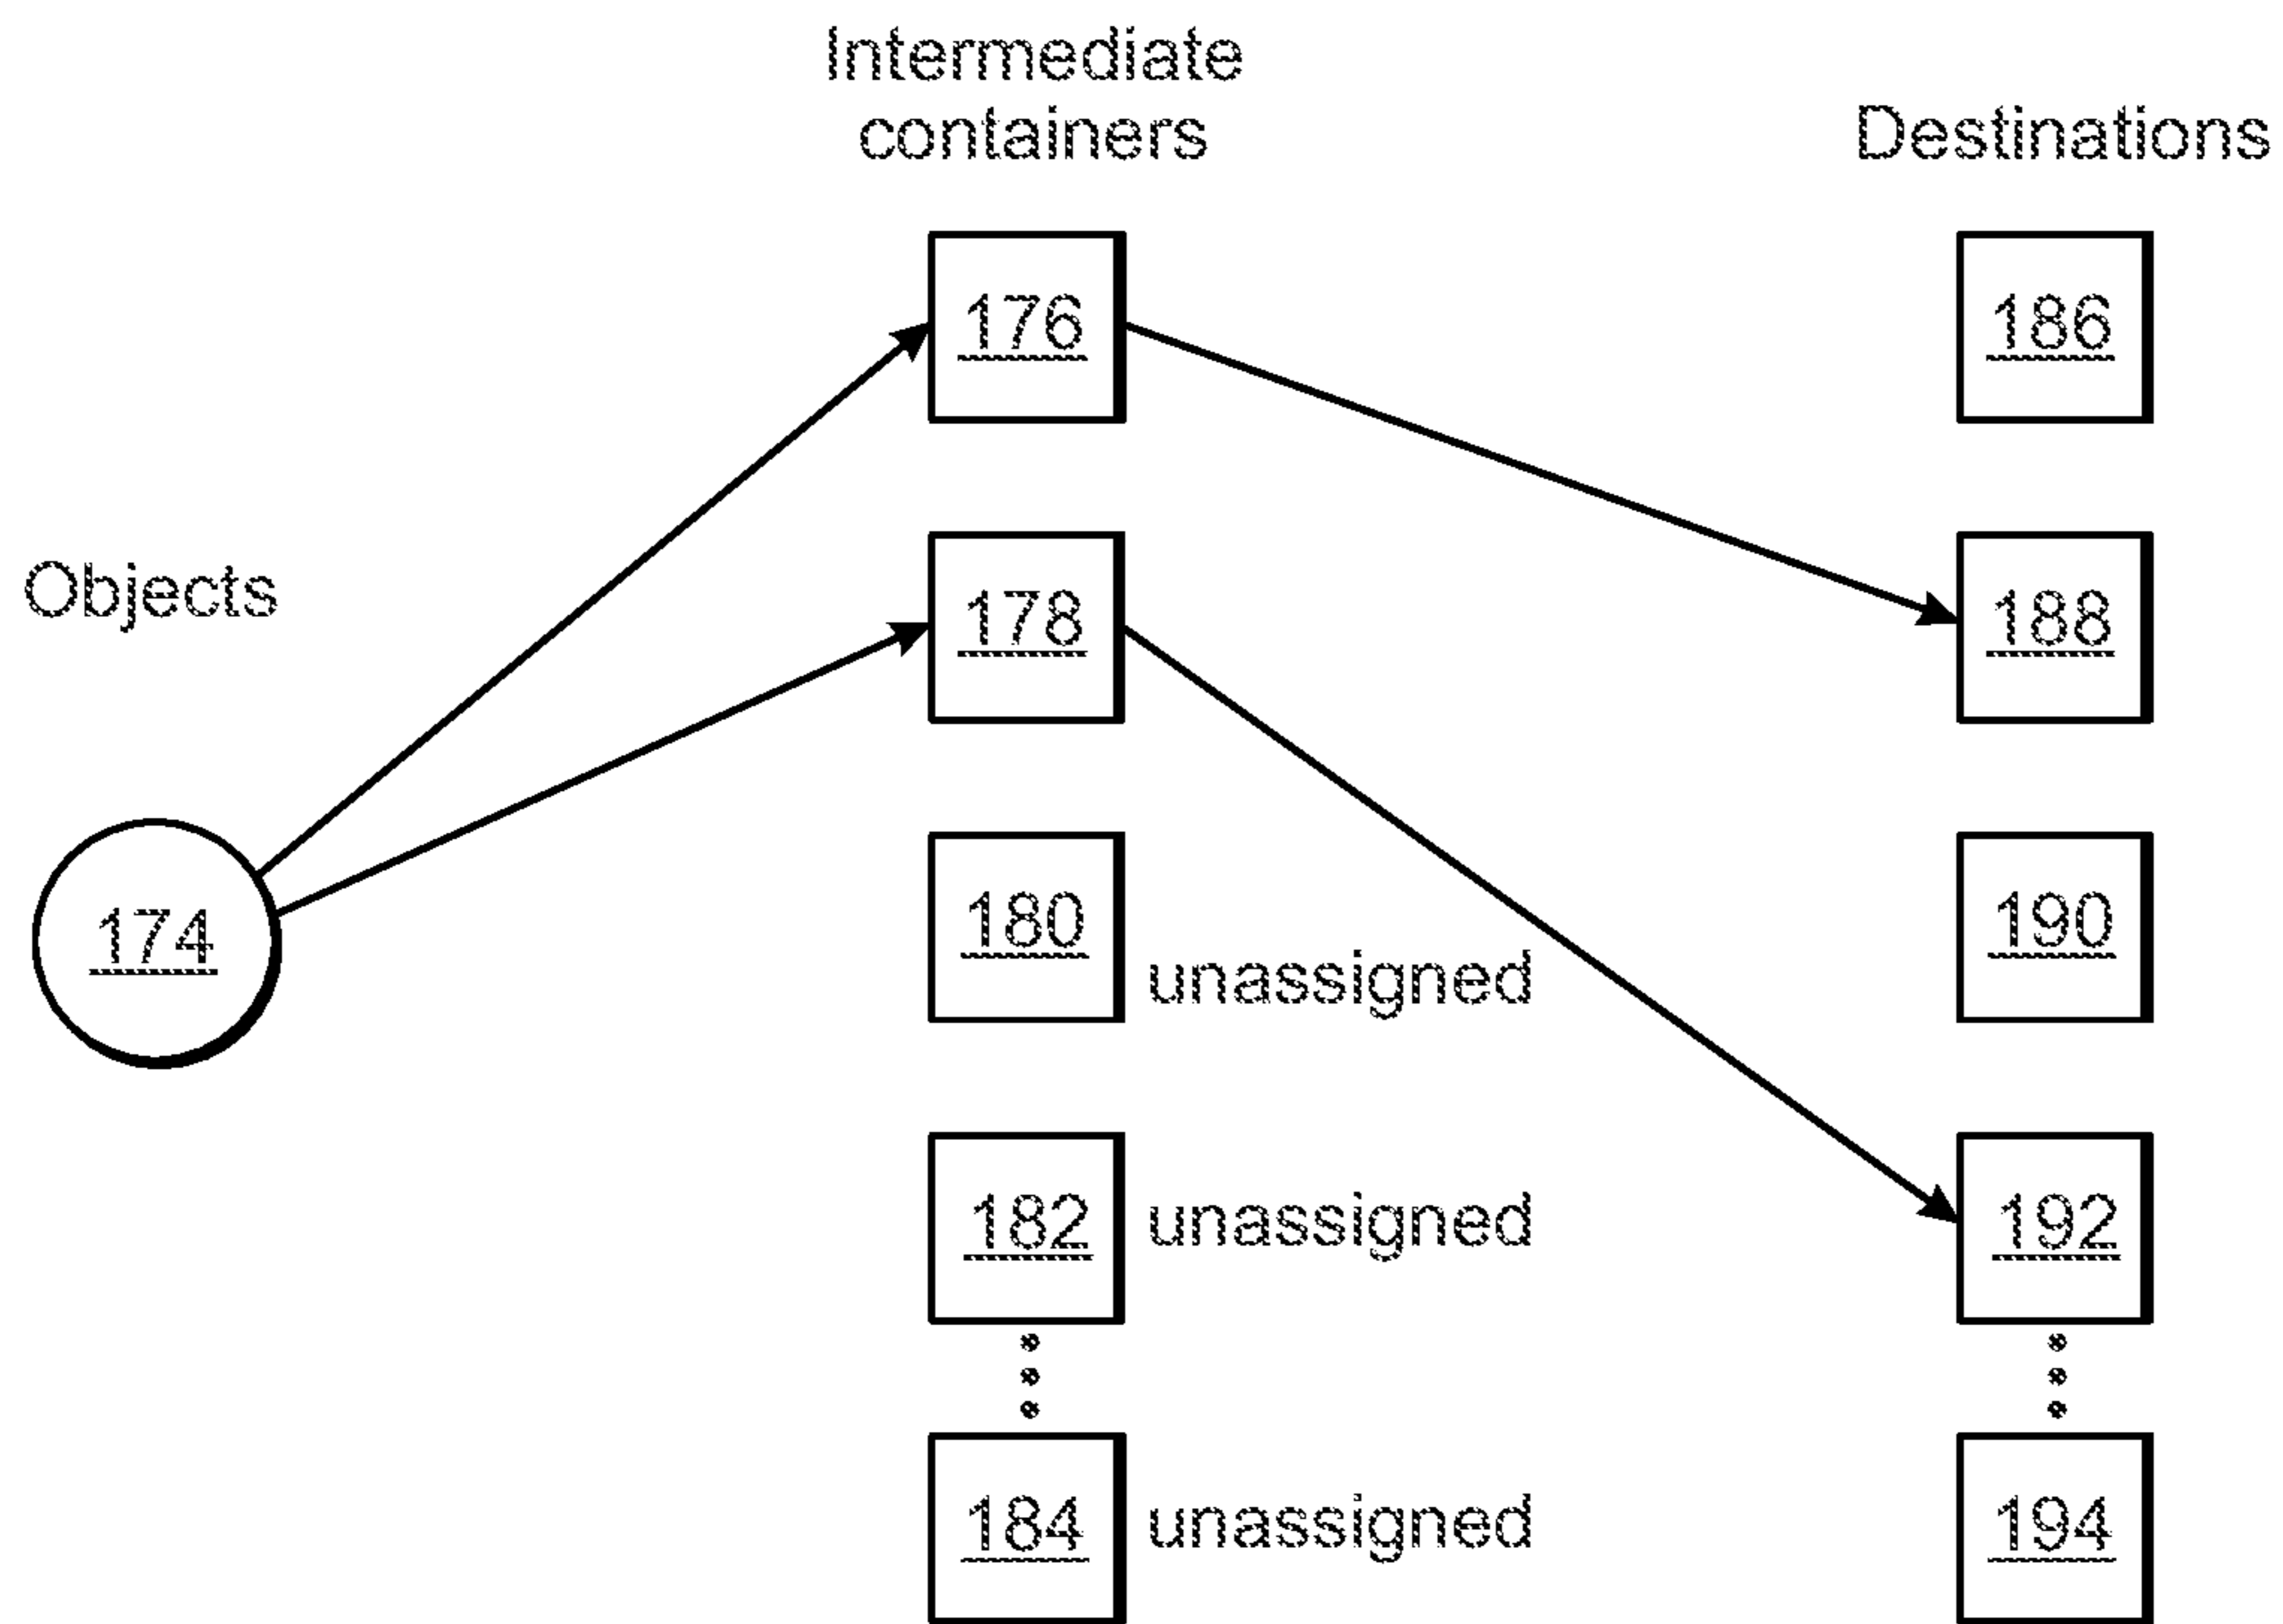 Intermediate
containers
Destinations
176
186
Objects
178
188
180
unassigned
190
174
182
unassigned
192
184
unassigned
194